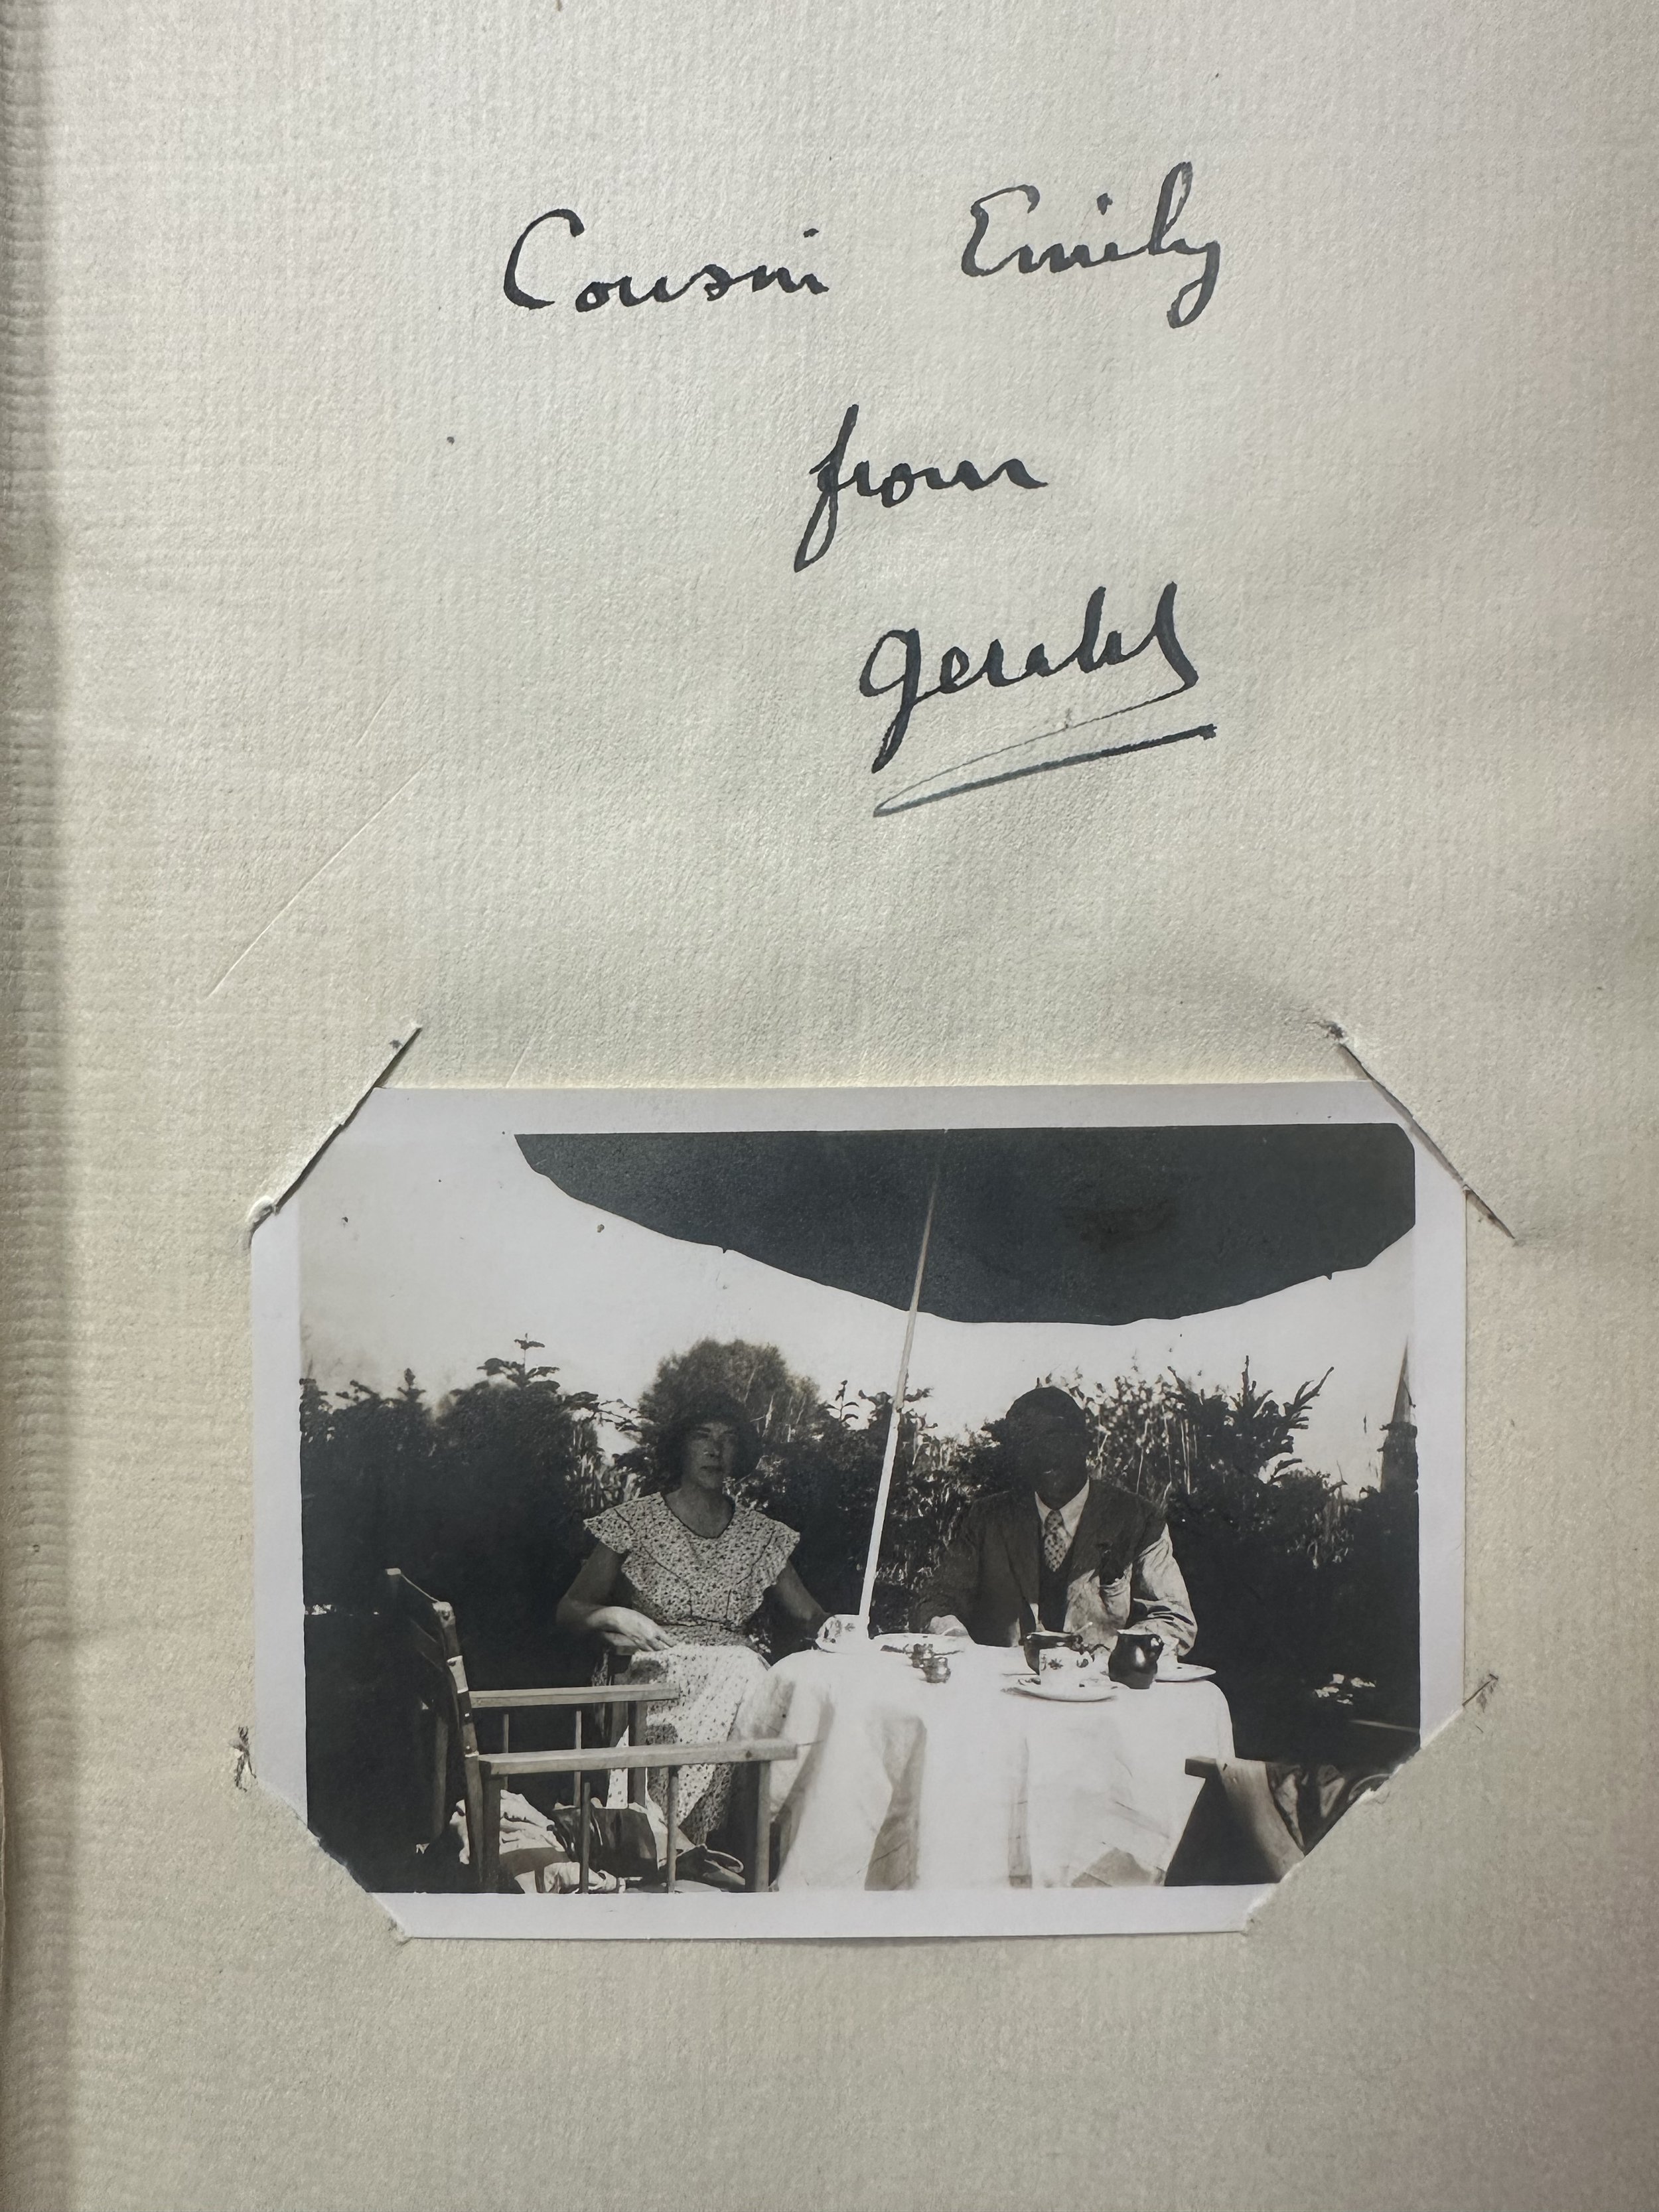 Cousin Emily
from
Gerald